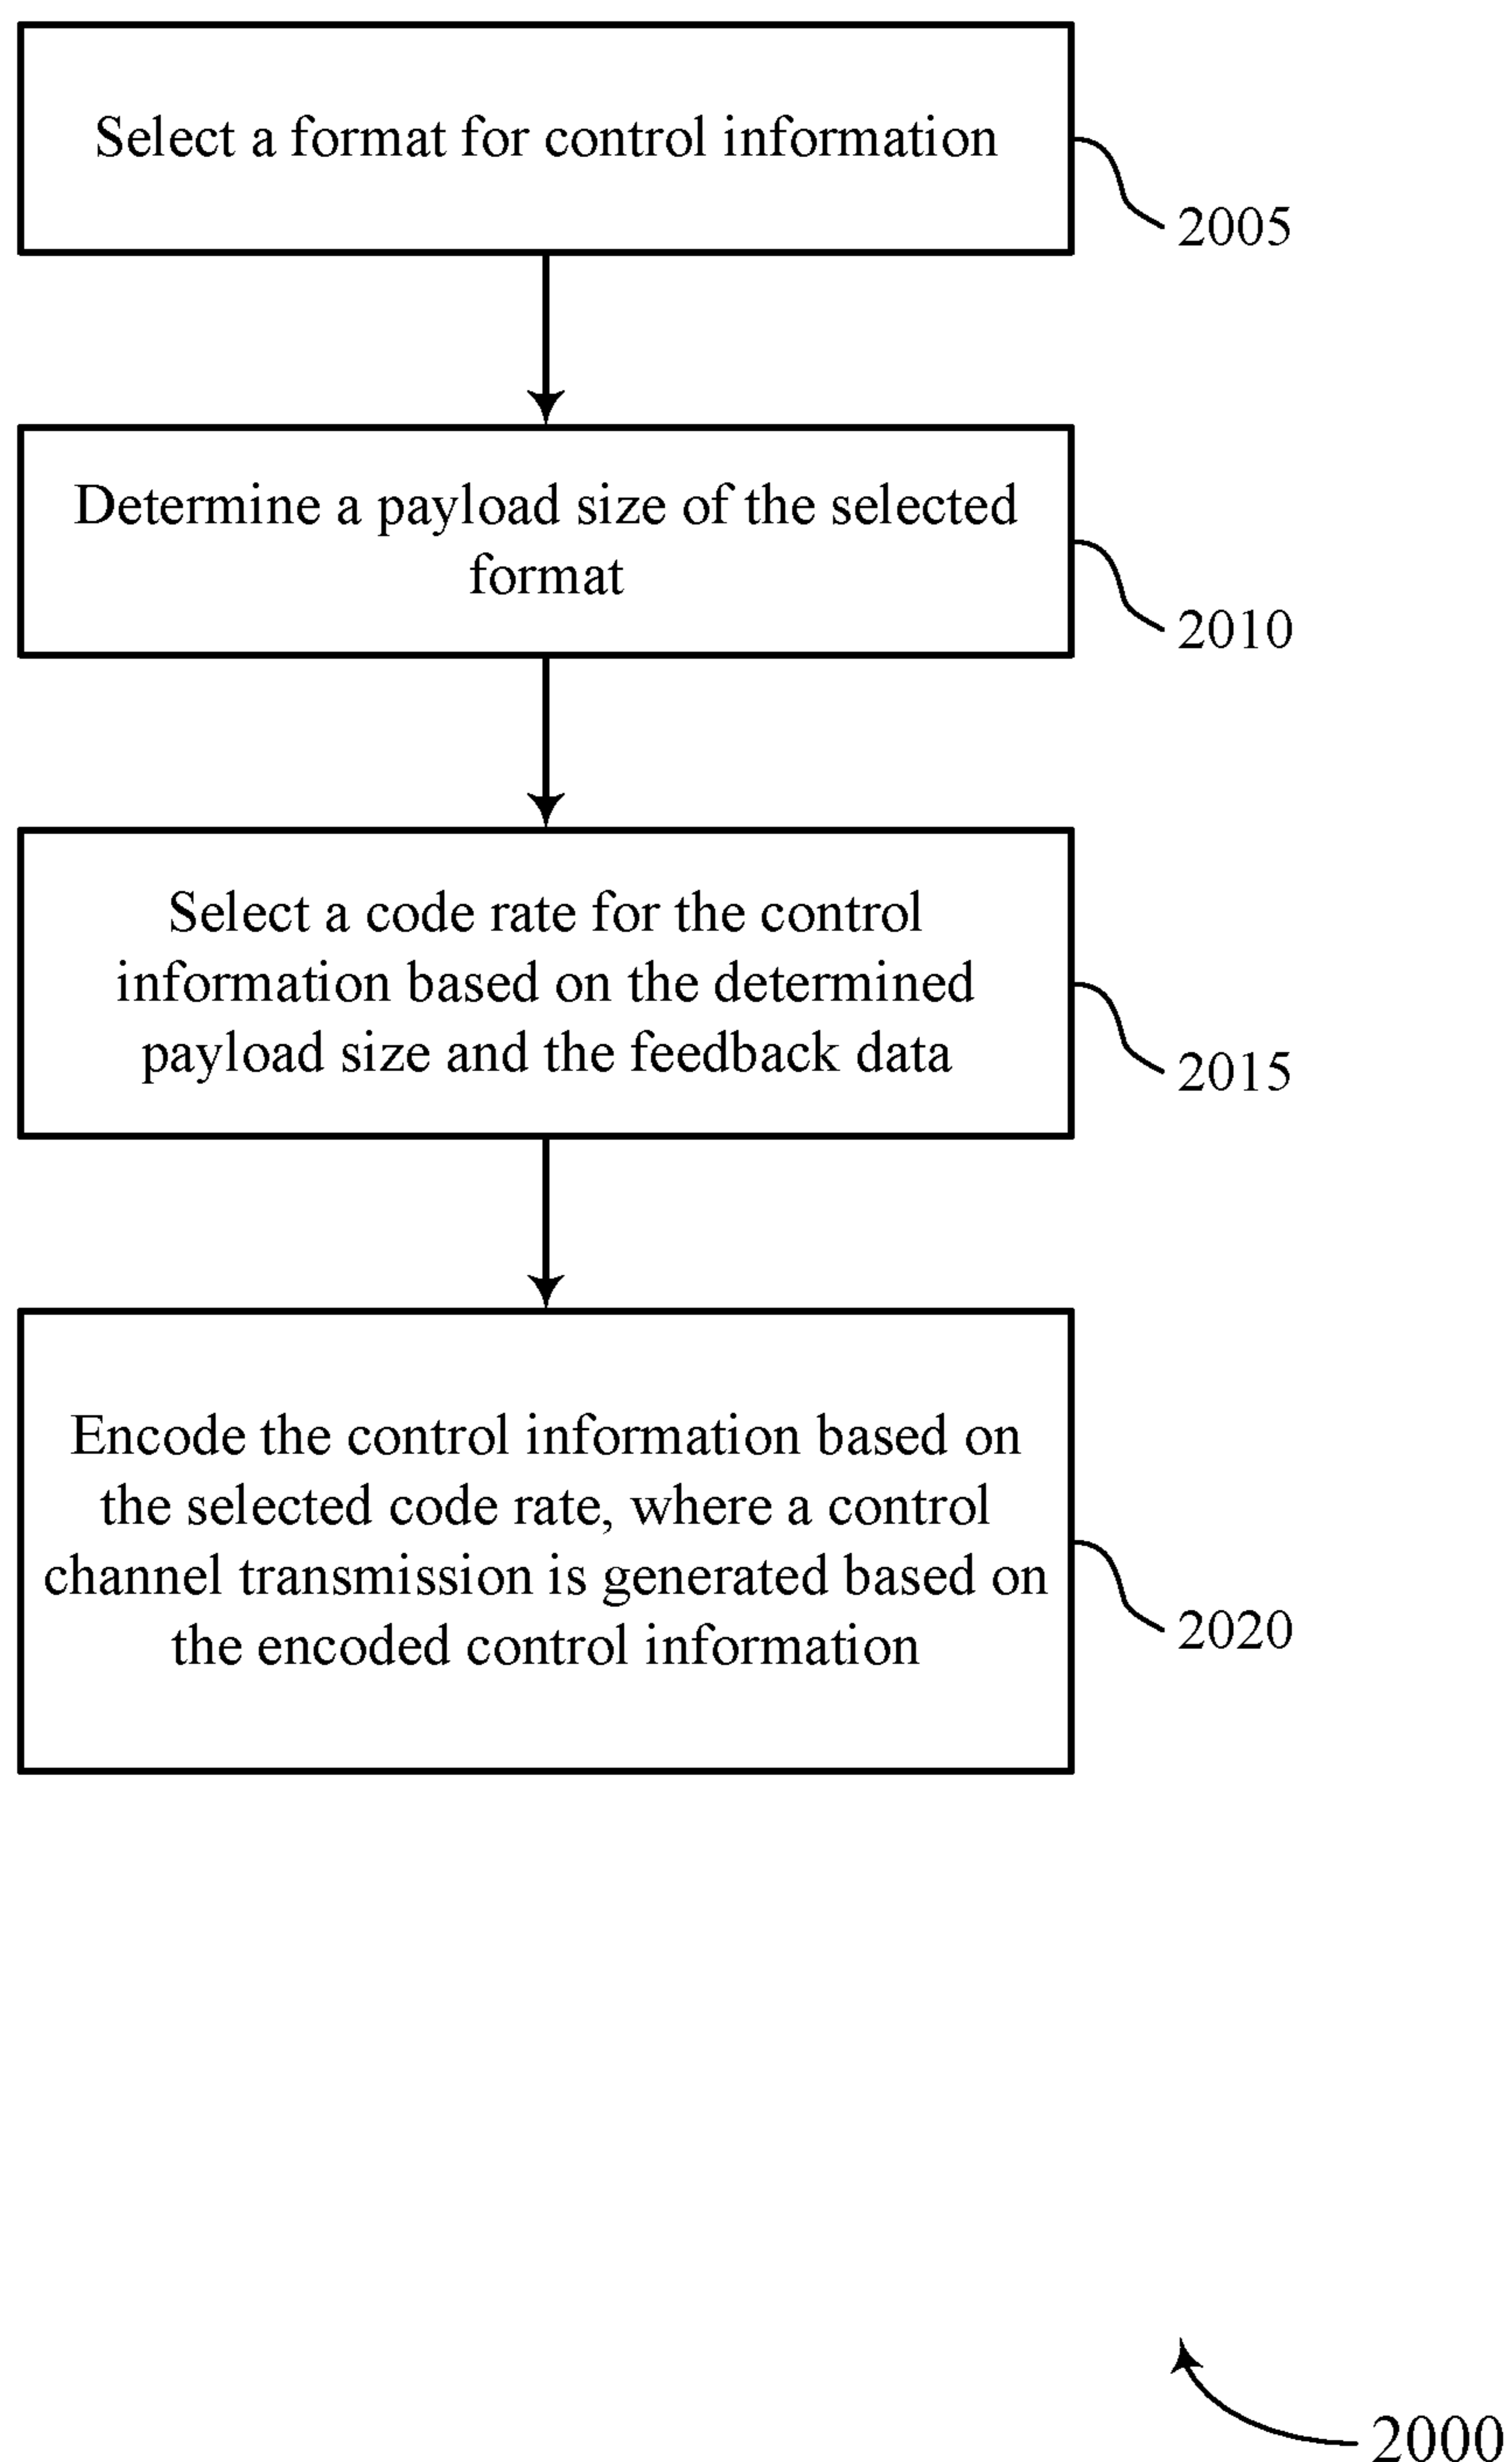 Select a format for control information
2005
Determine a payload size of the selected
format
2010
Select a code rate for the control
information based on the determined
payload size and the feedback data
2015
Encode the control information based on
the selected code rate, where a control
channel transmission is generated based on
the encoded control information
2020
2000